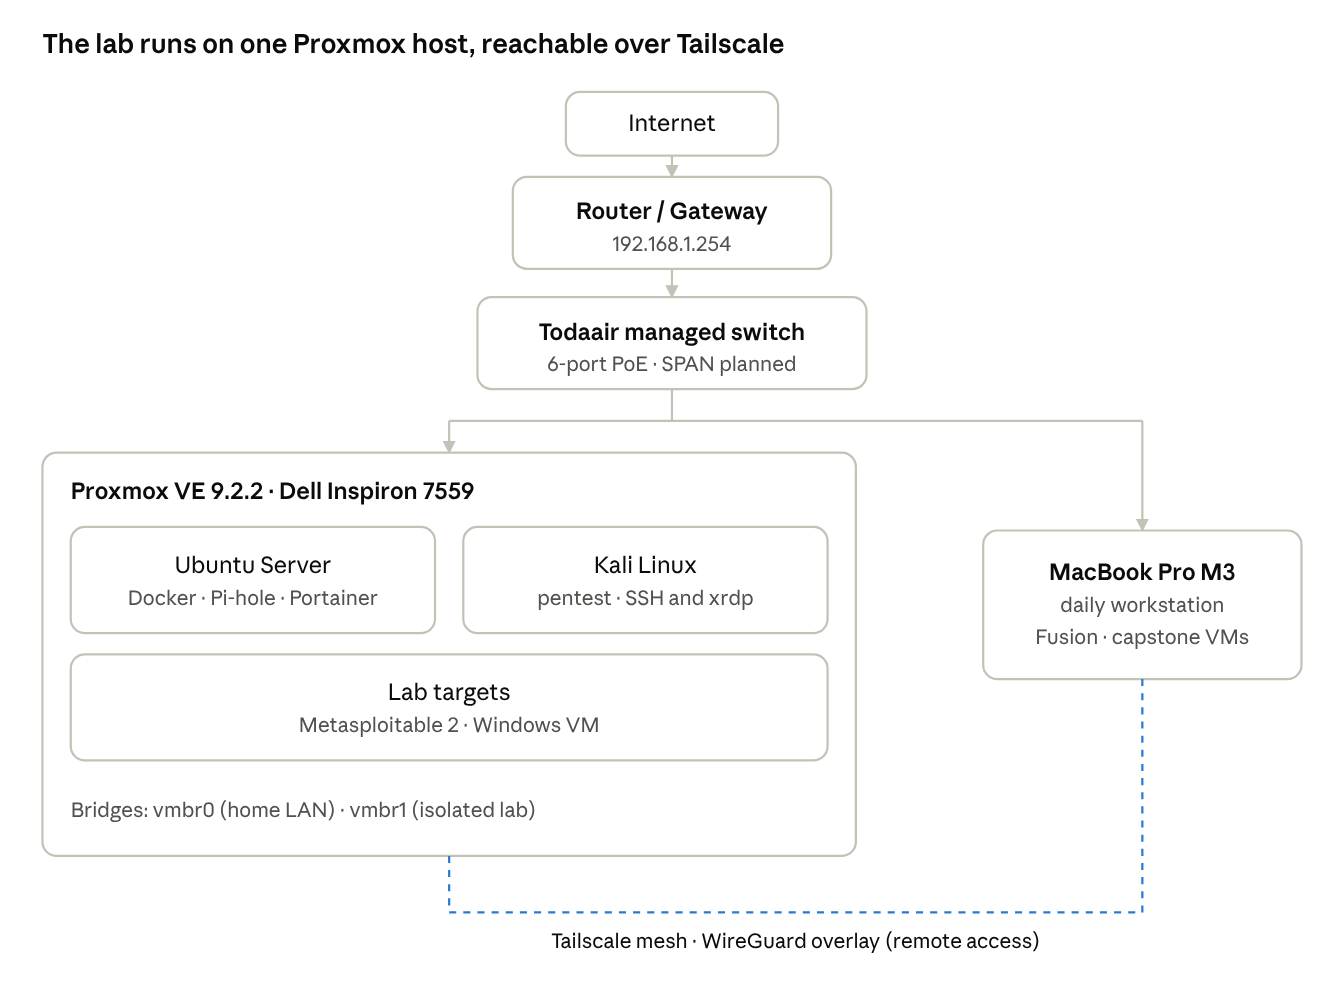 The lab runs on one Proxmox host, reachable over Tailscale
Internet
Router / Gateway
192.168.1.254
Todaair managed switch
6-port PoE · SPAN planned
Proxmox VE 9.2.2 · Dell Inspiron 7559
Ubuntu Server
Docker · Pi-hole · Portainer
Kali Linux
pentest · SSH and xrdp
Lab targets
Metasploitable 2 · Windows VM
Bridges: vmbr0 (home LAN) · vmbr1 (isolated lab)
MacBook Pro M3
daily workstation
Fusion · capstone VMs
Tailscale mesh · WireGuard overlay (remote access)